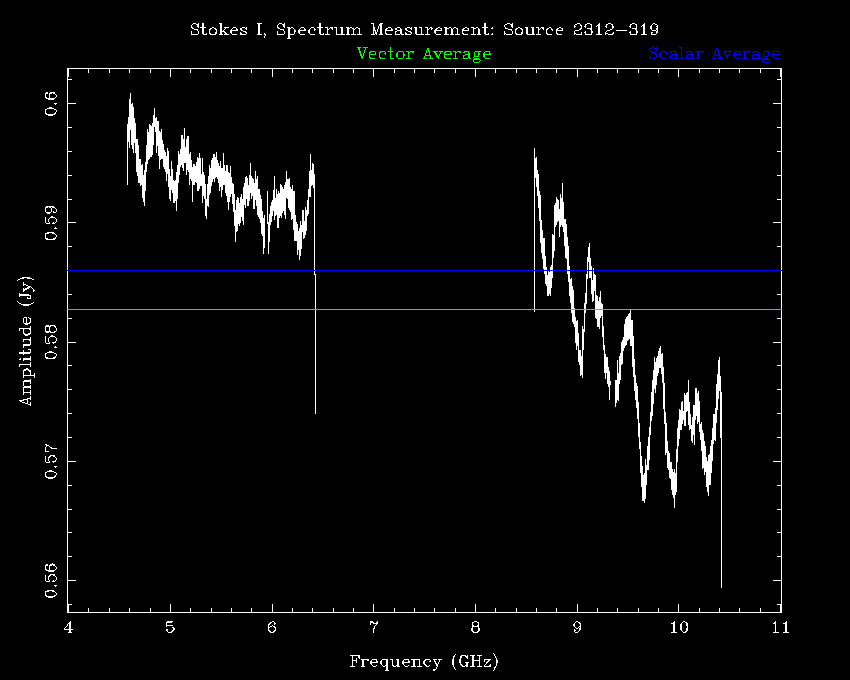 Stokes I, Spectrum Measurement: Source 2312−319
Vector Average Scalar Average
0.6
0.59
0.58
0.57
0.56
Amplitude (Jy)
4 5 6 7 8 9 10 11
Frequency (GHz)